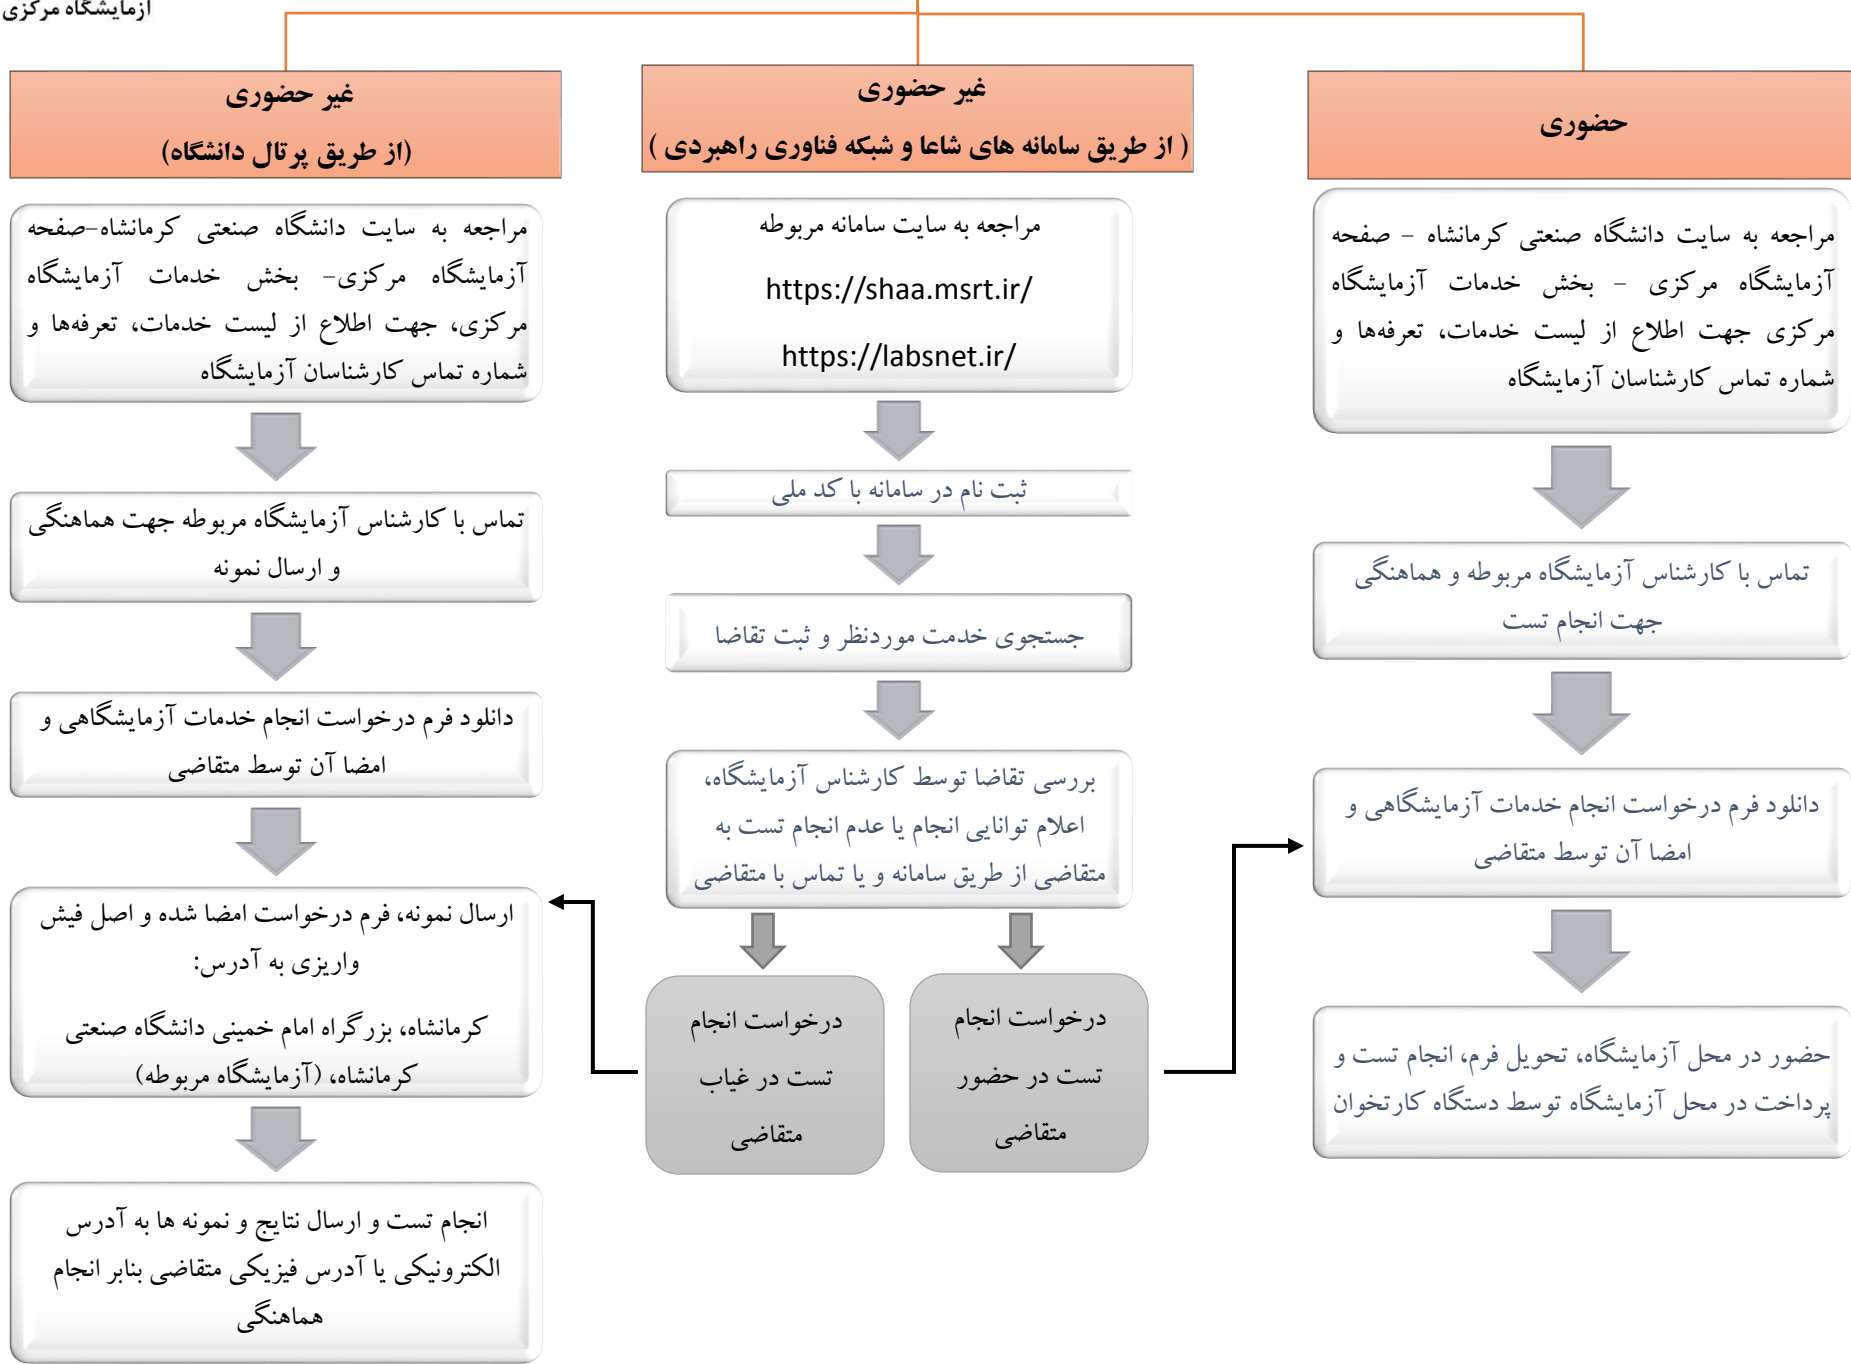 آزمایشگاه مرکزی
حضوری
مراجعه به سایت دانشگاه صنعتی کرمانشاه – صفحه
آزمایشگاه مرکزی – بخش خدمات آزمایشگاه
مرکزی جهت اطلاع از لیست خدمات، تعرفه‌ها و
شماره تماس کارشناسان آزمایشگاه
تماس با کارشناس آزمایشگاه مربوطه و هماهنگی
جهت انجام تست
دانلود فرم درخواست انجام خدمات آزمایشگاهی و
امضا آن توسط متقاضی
حضور در محل آزمایشگاه، تحویل فرم، انجام تست و
پرداخت در محل آزمایشگاه توسط دستگاه کارتخوان
غیر حضوری
( از طریق سامانه های شاعا و شبکه فناوری راهبردی )
مراجعه به سایت سامانه مربوطه
https://shaa.msrt.ir/
https://labsnet.ir/
ثبت نام در سامانه با کد ملی
جستجوی خدمت موردنظر و ثبت تقاضا
بررسی تقاضا توسط کارشناس آزمایشگاه،
اعلام توانایی انجام یا عدم انجام تست به
متقاضی از طریق سامانه و یا تماس با متقاضی
درخواست انجام
تست در حضور
متقاضی
درخواست انجام
تست در غیاب
متقاضی
غیر حضوری
(از طریق پرتال دانشگاه)
مراجعه به سایت دانشگاه صنعتی کرمانشاه–صفحه
آزمایشگاه مرکزی– بخش خدمات آزمایشگاه
مرکزی، جهت اطلاع از لیست خدمات، تعرفه‌ها و
شماره تماس کارشناسان آزمایشگاه
تماس با کارشناس آزمایشگاه مربوطه جهت هماهنگی
و ارسال نمونه
دانلود فرم درخواست انجام خدمات آزمایشگاهی و
امضا آن توسط متقاضی
ارسال نمونه، فرم درخواست امضا شده و اصل فیش
واریزی به آدرس:
کرمانشاه، بزرگراه امام خمینی دانشگاه صنعتی
کرمانشاه، (آزمایشگاه مربوطه)
انجام تست و ارسال نتایج و نمونه ها به آدرس
الکترونیکی یا آدرس فیزیکی متقاضی بنابر انجام
هماهنگی